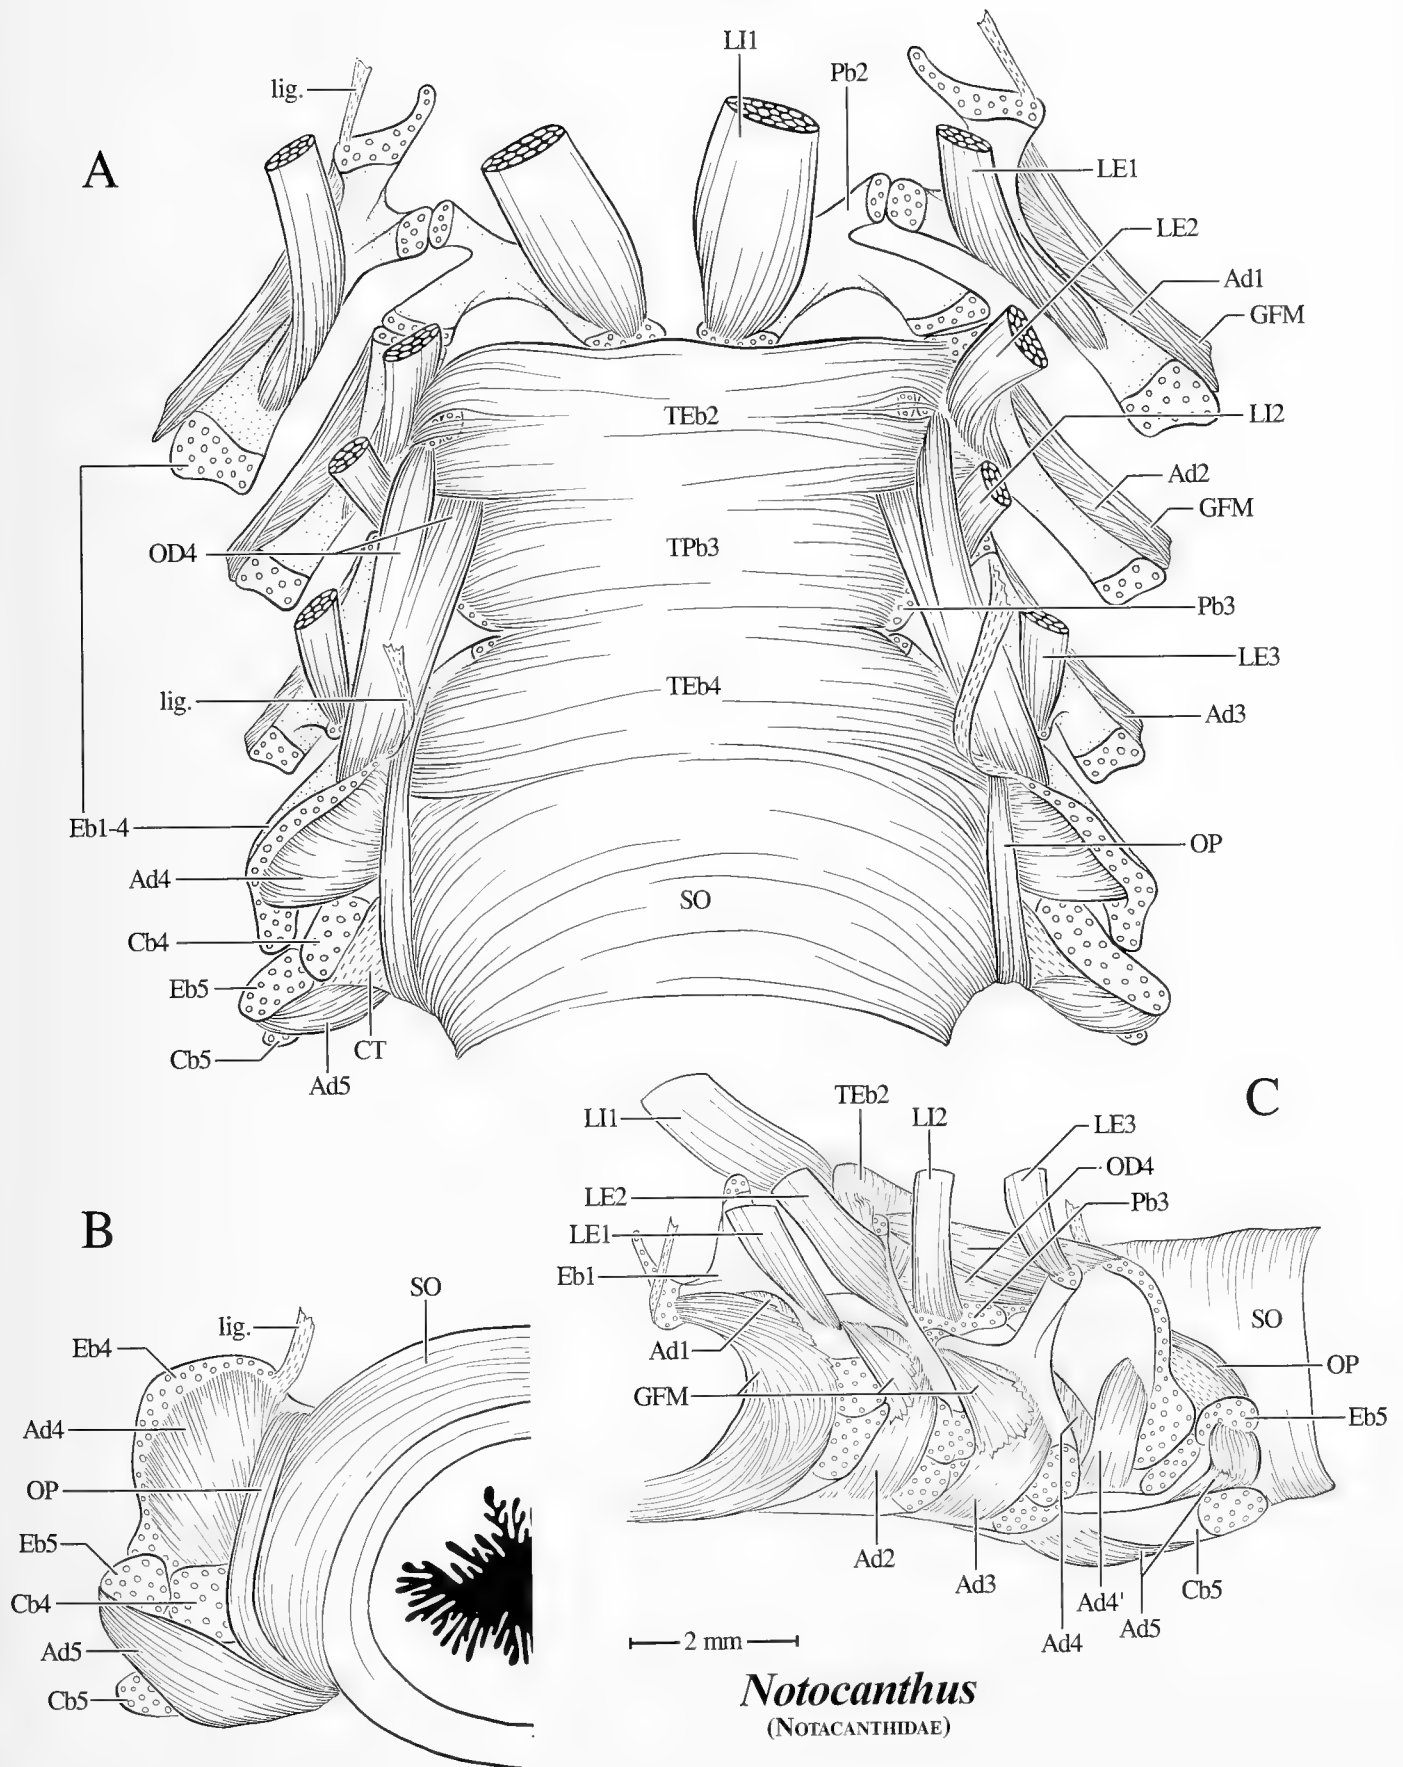 A
lig.
LI1
Pb2
LE1
LE2
Ad1
GFM
LI2
Ad2
GFM
TEb2
OD4
TPb3
Pb3
LE3
lig.
TEb4
Ad3
Eb1-4
OP
Ad4
SO
Cb4
Eb5
Cb5
CT
Ad5
C
TEb2
LI1
LI2
LE3
OD4
LE2
Pb3
LE1
Eb1
SO
Ad1
OP
GFM
Eb5
Ad2
Ad3
Ad4'
Cb5
Ad4
Ad5
B
SO
lig.
Eb4
Ad4
OP
Eb5
Cb4
Ad5
Cb5
2 mm
Notocanthus
(NOTACANTHIDAE)